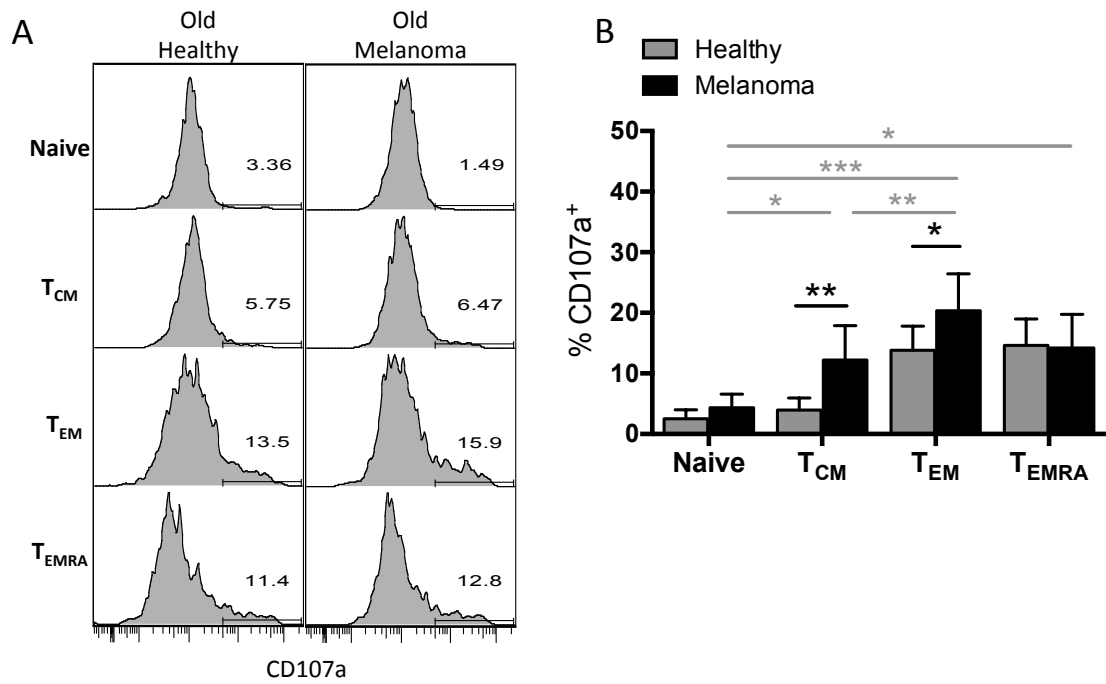 A
Old
Healthy
Old
Melanoma
Naive
3.36
1.49
TCM
5.75
6.47
TEM
13.5
15.9
TEMRA
11.4
12.8
CD107a
B
Healthy
Melanoma
% CD107a+
50
40
30
20
10
0
*
***
* **
*
**
Naive TCM TEM TEMRA